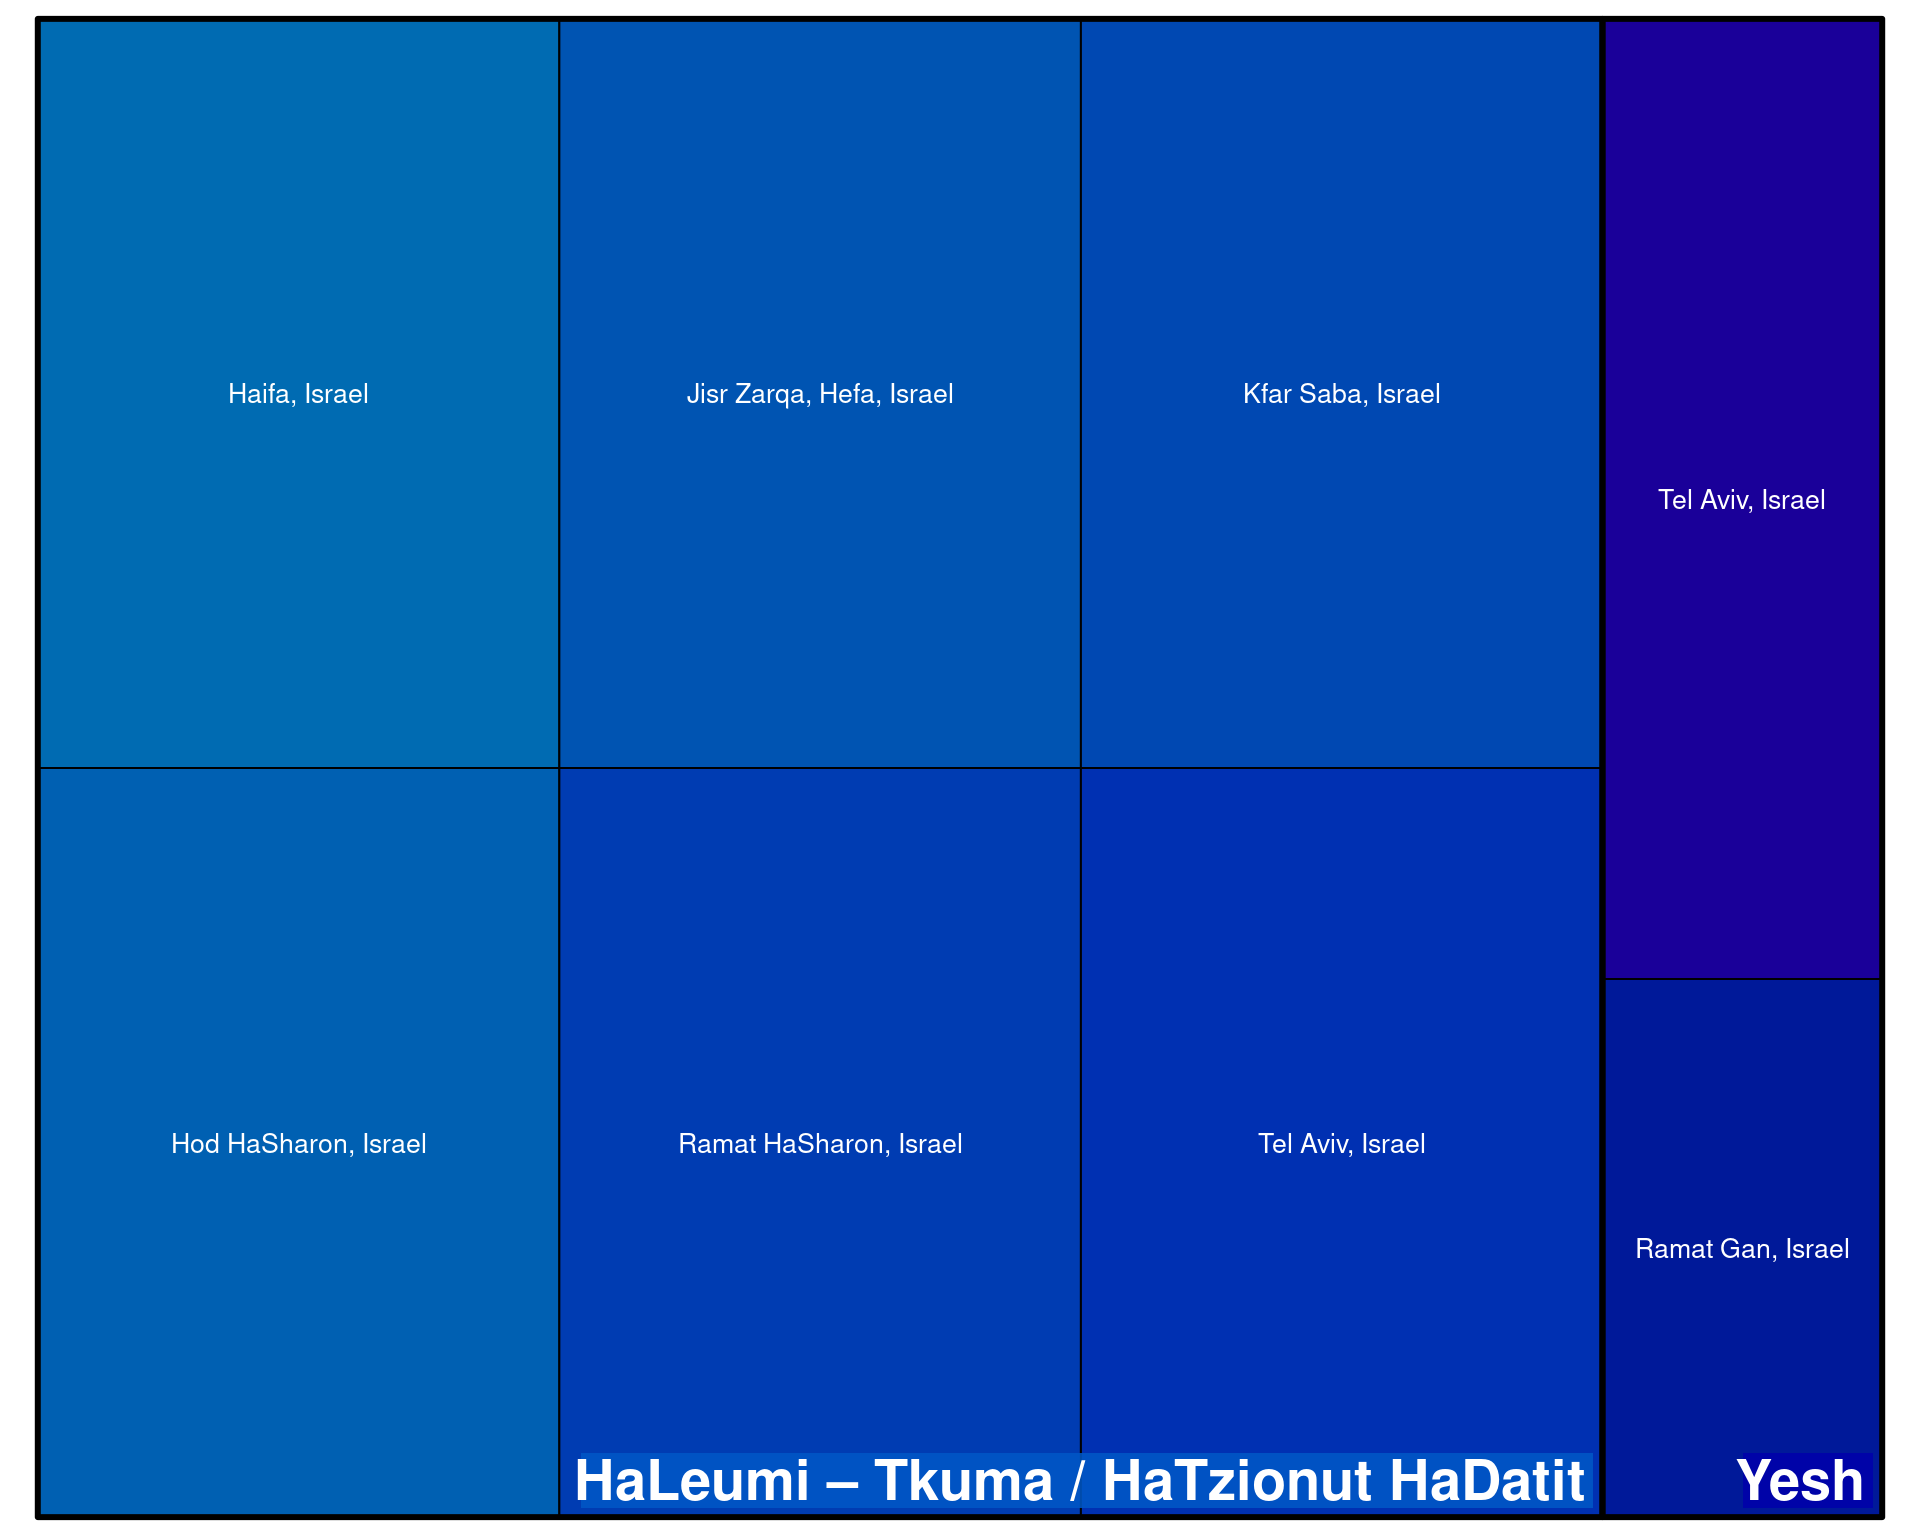 Haifa, Israel
Jisr Zarqa, Hefa, Israel
Kfar Saba, Israel
Tel Aviv, Israel
Hod HaSharon, Israel
Ramat HaSharon, Israel
Tel Aviv, Israel
Ramat Gan, Israel
HaLeumi – Tkuma / HaTzionut HaDatit
Yesh